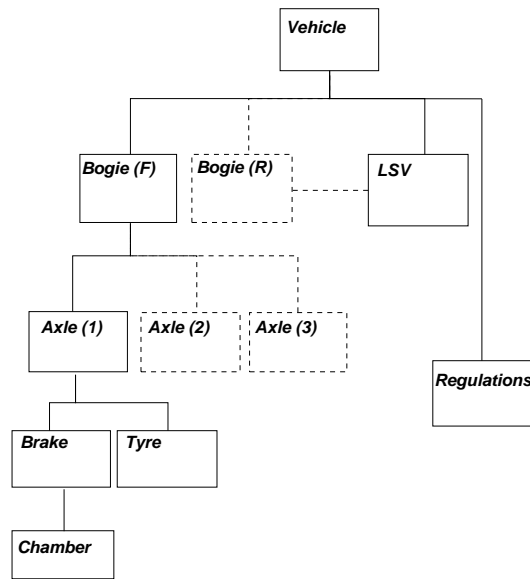 Vehicle
Bogie (F)
Bogie (R)
LSV
Axle (1)
Axle (2)
Axle (3)
Regulations
Brake
Tyre
Chamber